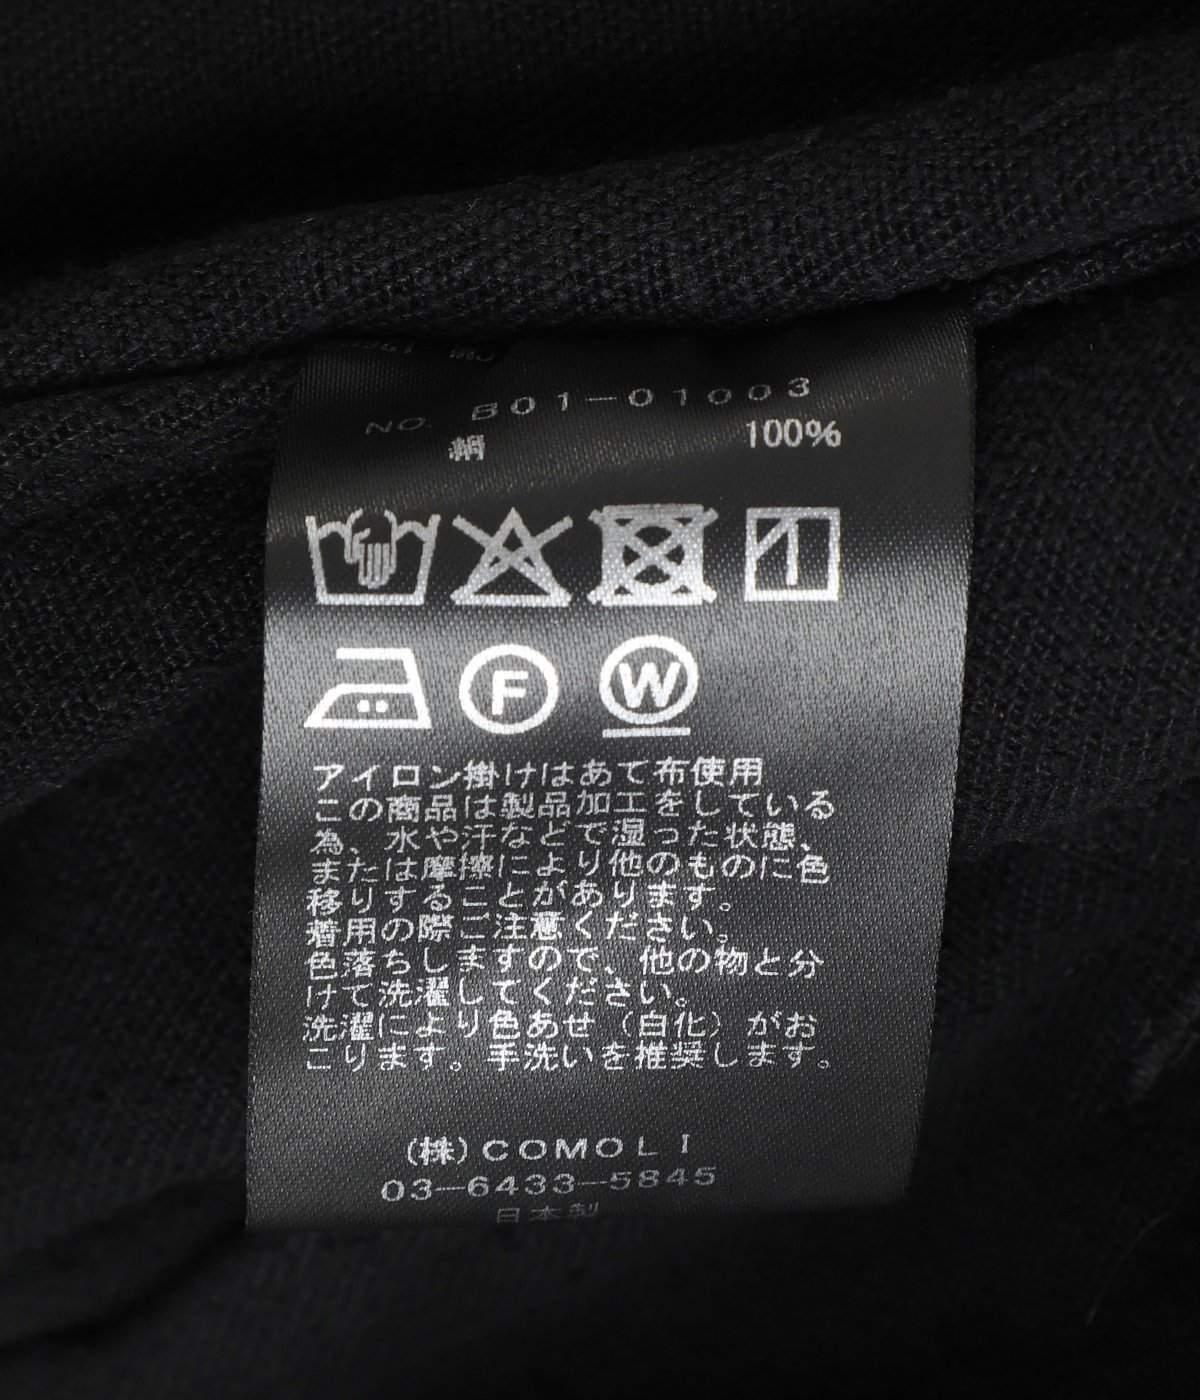 NO. B01-01003
絹 100%
F W
アイロン掛けはあて布使用
この商品は製品加工をしている
為、水や汗などで湿った状態、
または摩擦により他のものに色
移りすることがあります。
着用の際ご注意ください。
色落ちしますので、他の物と分
けて洗濯してください。
洗濯により色あせ（白化）がお
こります。手洗いを推奨します。
(株)COMOLI
03-6433-5845
日本製